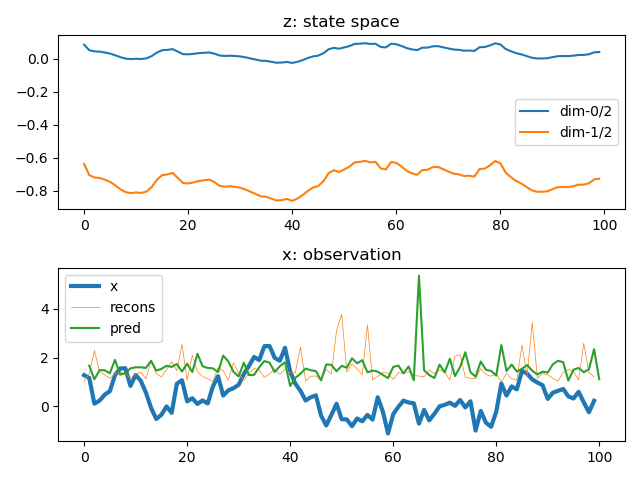 z: state space
0.0
−0.2
−0.4
−0.6
−0.8
dim-0/2
dim-1/2
0 20 40 60 80 100
x: observation
4
2
0
x
recons
pred
0 20 40 60 80 100